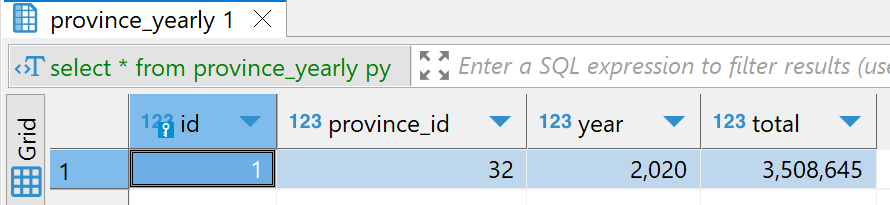 province_yearly 1
select * from province_yearly py
Enter a SQL expression to filter results (use
Grid
123 id 123 province_id 123 year 123 total
1 1 32 2,020 3,508,645